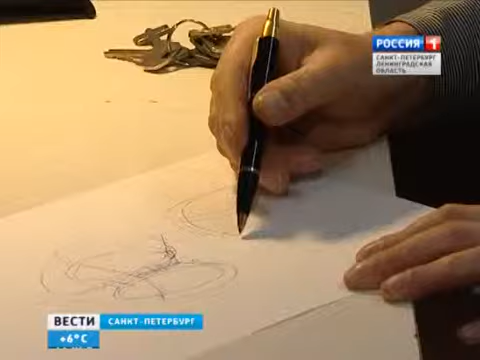 РОССИЯ 1
САНКТ-ПЕТЕРБУРГ
ЛЕНИНГРАДСКАЯ
ОБЛАСТЬ
ВЕСТИ САНКТ-ПЕТЕРБУРГ
+6°C